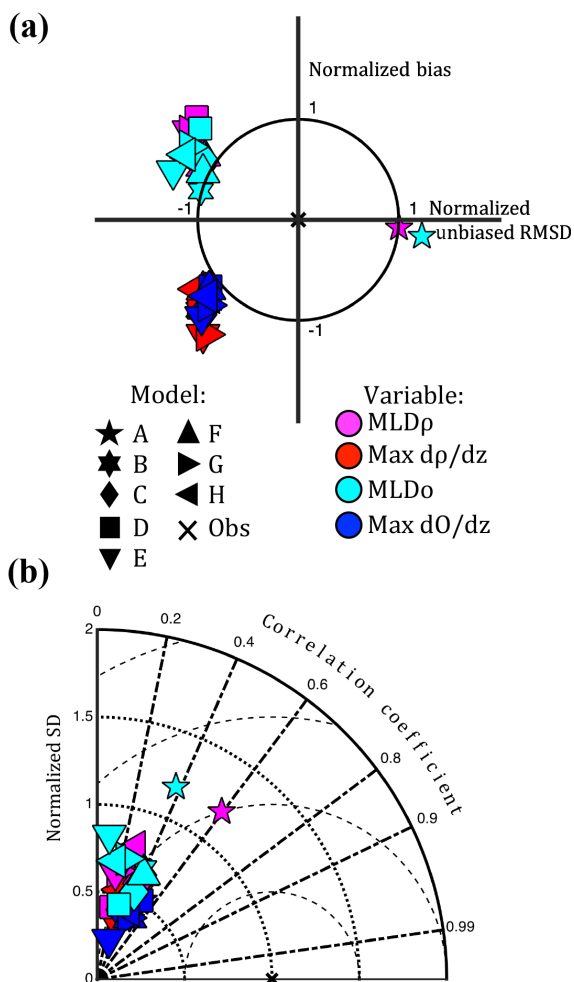 (a)
Normalized bias
1
-1
1
Normalized
unbiased RMSD
-1
Model:
Variable:
A
F
MLDρ
B
G
Max dρ/dz
C
H
MLDo
D
Obs
Max dO/dz
E
(b)
0
0.2
0.4
0.6
0.8
0.9
0.99
Correlation coefficient
2
1.5
1
0.5
0
Normalized SD